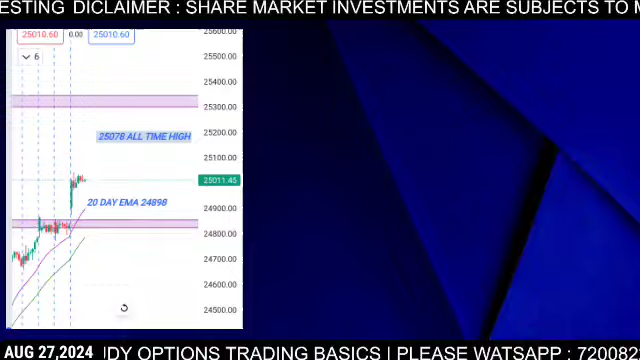 ESTING DICLAIMER : SHARE MARKET INVESTMENTS ARE SUBJECTS TO M
25010.60 0.00 25010.60
6
25600.00
25500.00
25400.00
25300.00
25200.00
25078 ALL TIME HIGH
25100.00
25011.45
20 DAY EMA 24898
24900.00
24800.00
24700.00
24600.00
24500.00
AUG 27,2024 DY OPTIONS TRADING BASICS | PLEASE WATSAPP : 720082